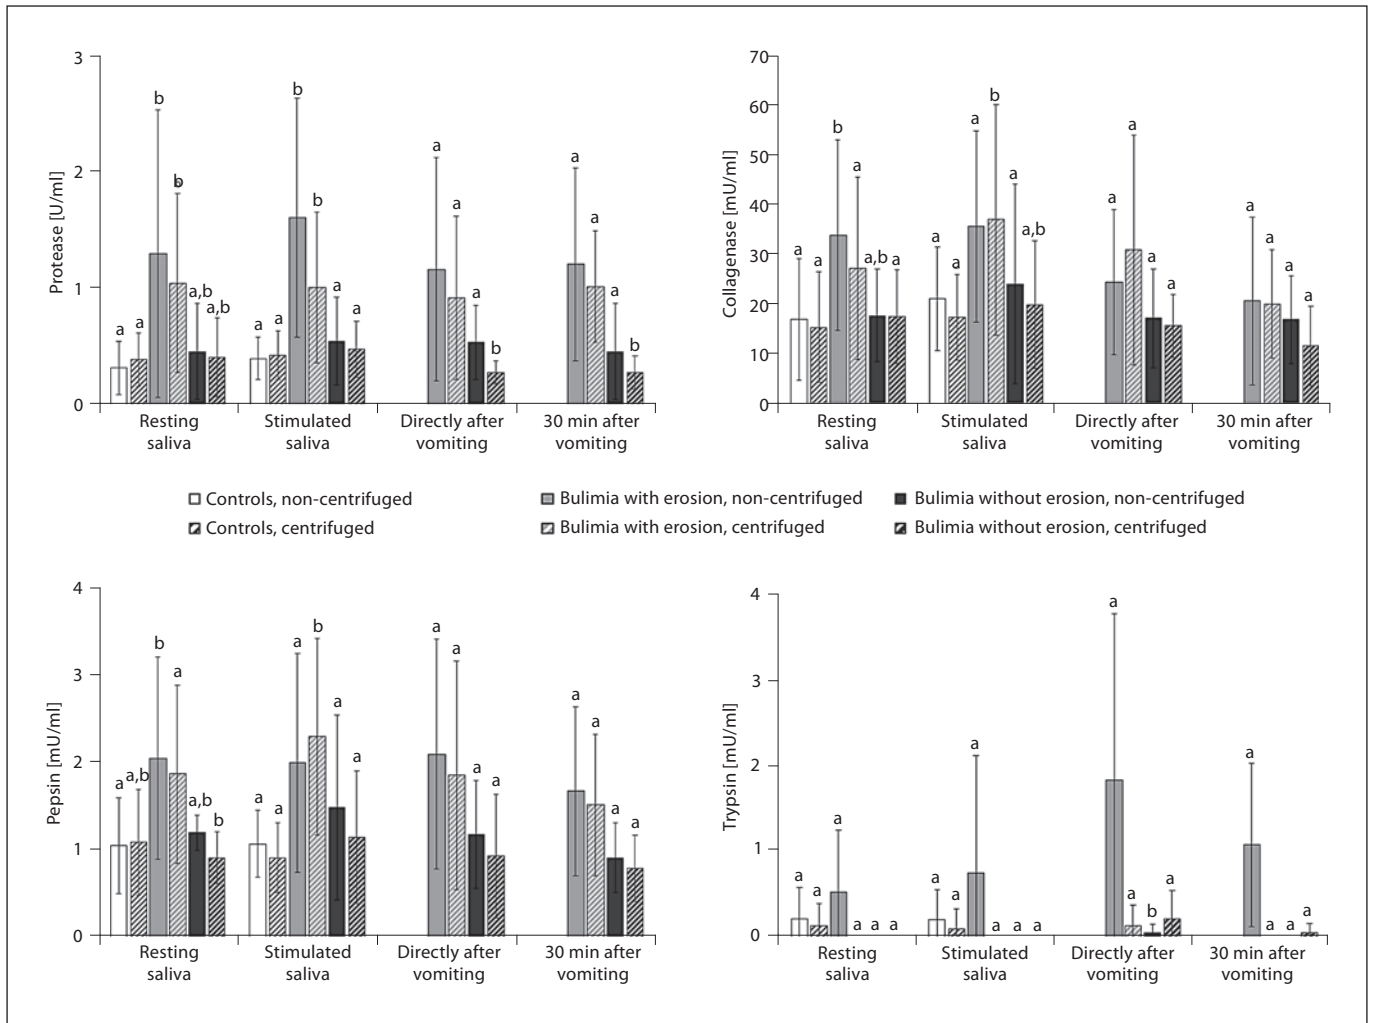 3
2
1
0
Protease [U/ml]
a
a
b
b
a,b
a,b
a
a
b
b
a
a
a
a
a
b
a
a
a
b
Resting
saliva
Stimulated
saliva
Directly after
vomiting
30 min after
vomiting
70
60
50
40
30
20
10
0
Collagenase [mU/ml]
a
a
b
a
a,b
a
a
a
a
b
a
a,b
a
a
a
a
a
a
a
a
Resting
saliva
Stimulated
saliva
Directly after
vomiting
30 min after
vomiting
Controls, non-centrifuged
Bulimia with erosion, non-centrifuged
Bulimia without erosion, non-centrifuged
Controls, centrifuged
Bulimia with erosion, centrifuged
Bulimia without erosion, centrifuged
4
3
2
1
0
Pepsin [mU/ml]
a
a,b
b
a
a,b
b
a
a
a
b
a
a
a
a
a
a
a
a
a
a
Resting
saliva
Stimulated
saliva
Directly after
vomiting
30 min after
vomiting
4
3
2
1
0
Trypsin [mU/ml]
a
a
a
a
a
a
a
a
a
a
a
a
a
a
b
a
a
a
a
a
Resting
saliva
Stimulated
saliva
Directly after
vomiting
30 min after
vomiting